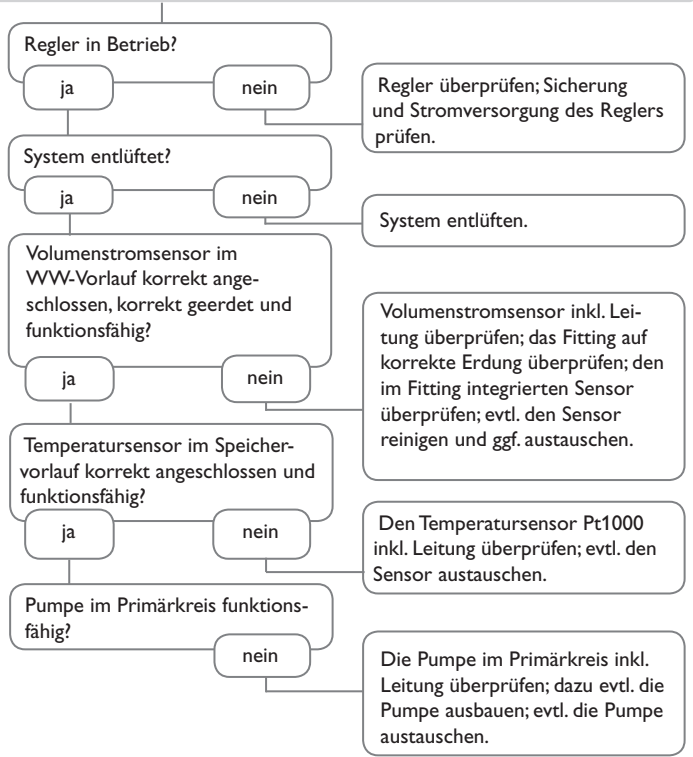 Regler in Betrieb?
ja
nein
Regler überprüfen; Sicherung
und Stromversorgung des Reglers
prüfen.
System entlüftet?
ja
nein
System entlüften.
Volumenstromsensor im
WW-Vorlauf korrekt ange-
schlossen, korrekt geerdet und
funktionsfähig?
ja
nein
Volumenstromsensor inkl. Lei-
tung überprüfen; das Fitting auf
korrekte Erdung überprüfen; den
im Fitting integrierten Sensor
überprüfen; evtl. den Sensor
reinigen und ggf. austauschen.
Temperatursensor im Speicher-
vorlauf korrekt angeschlossen und
funktionsfähig?
ja
nein
Den Temperatursensor Pt1000
inkl. Leitung überprüfen; evtl. den
Sensor austauschen.
Pumpe im Primärkreis funktions-
fähig?
nein
Die Pumpe im Primärkreis inkl.
Leitung überprüfen; dazu evtl. die
Pumpe ausbauen; evtl. die Pumpe
austauschen.